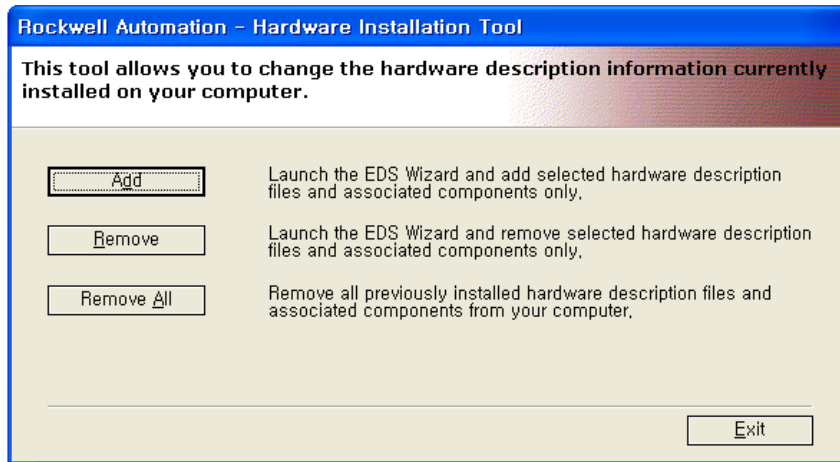 Rockwell Automation - Hardware Installation Tool
This tool allows you to change the hardware description information currently
installed on your computer.
Add
Launch the EDS Wizard and add selected hardware description
files and associated components only.
Remove
Launch the EDS Wizard and remove selected hardware description
files and associated components only.
Remove All
Remove all previously installed hardware description files and
associated components from your computer.
Exit